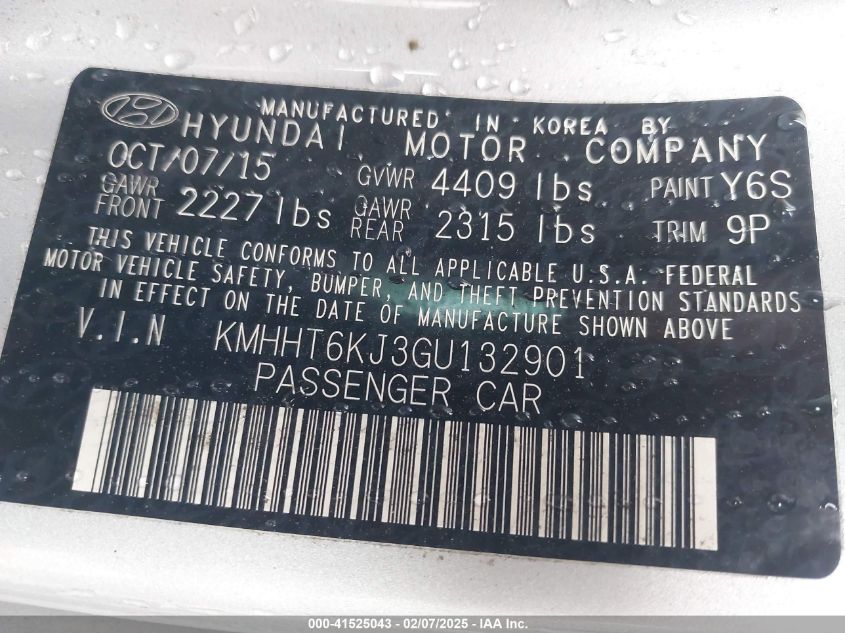 MANUFACTURED IN KOREA BY
HYUNDAI MOTOR COMPANY
OCT/07/15 GVWR 4409 lbs PAINT Y6S
GAWR FRONT 2227 lbs GAWR REAR 2315 lbs TRIM 9P
THIS VEHICLE CONFORMS TO ALL APPLICABLE U.S.A. FEDERAL
MOTOR VEHICLE SAFETY, BUMPER, AND THEFT PREVENTION STANDARDS
IN EFFECT ON THE DATE OF MANUFACTURE SHOWN ABOVE
V.I.N KMHHT6KJ3GU132901
PASSENGER CAR
000-41525043 — 02/07/2025 — IAA Inc.